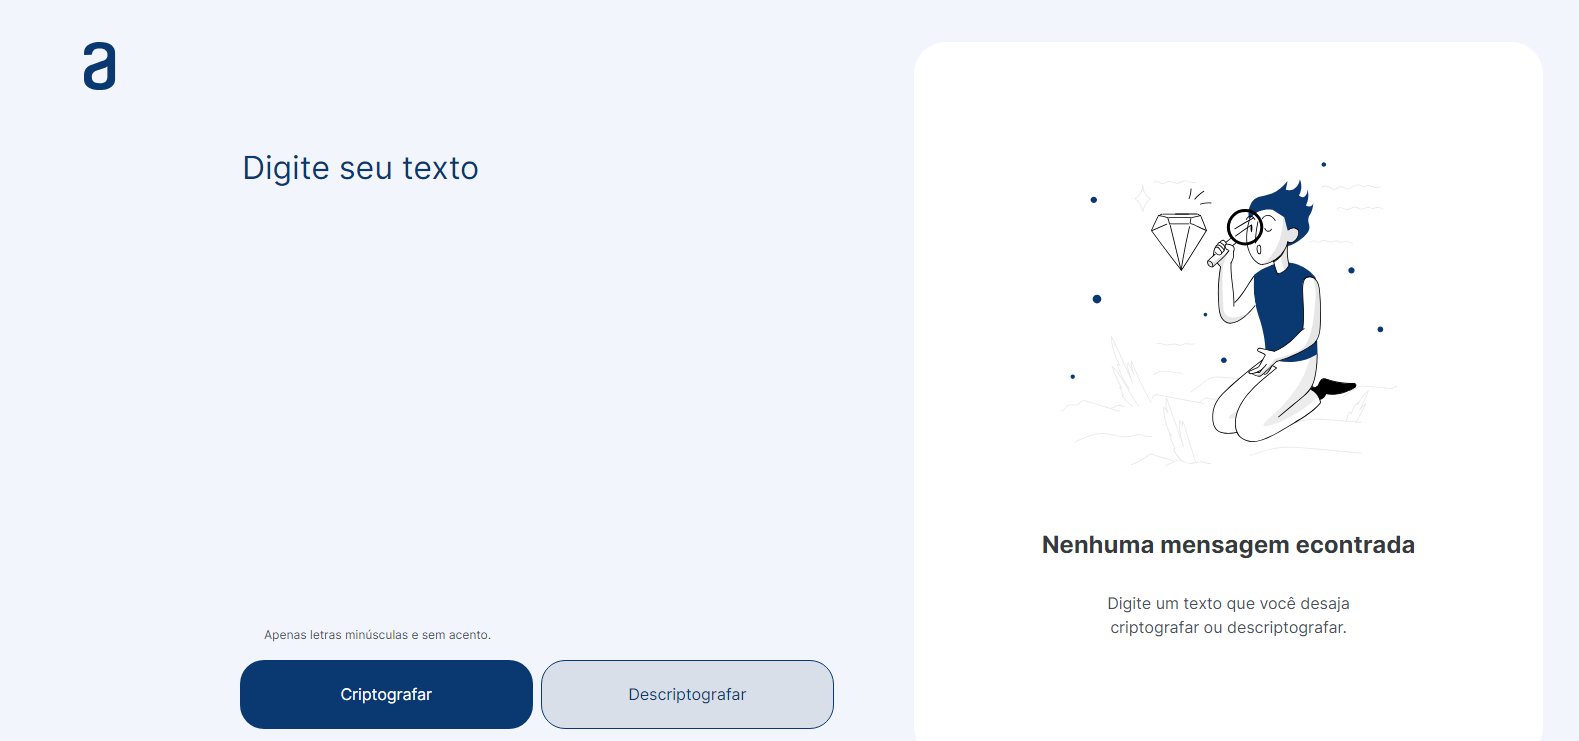 a
Digite seu texto
Apenas letras minúsculas e sem acento.
Criptografar
Descriptografar
Nenhuma mensagem econtrada
Digite um texto que você desaja
criptografar ou descriptografar.